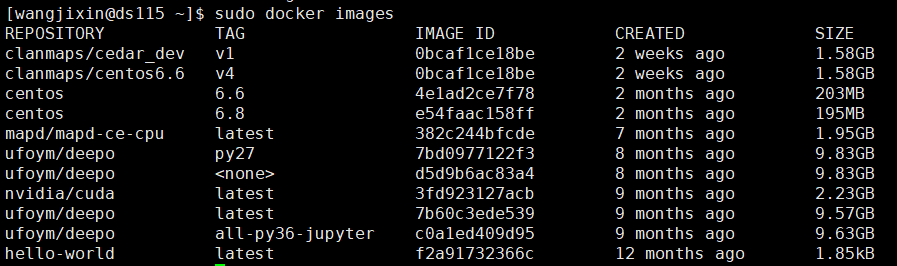 [wangjixin@ds115 ~]$ sudo docker images
REPOSITORY TAG IMAGE ID CREATED SIZE
clanmaps/cedar_dev v1 0bcaf1ce18be 2 weeks ago 1.58GB
clanmaps/centos6.6 v4 0bcaf1ce18be 2 weeks ago 1.58GB
centos 6.6 4e1ad2ce7f78 2 months ago 203MB
centos 6.8 e54faac158ff 2 months ago 195MB
mapd/mapd-ce-cpu latest 382c244bfcde 7 months ago 1.95GB
ufoym/deepo py27 7bd0977122f3 8 months ago 9.83GB
ufoym/deepo <none> d5d9b6ac83a4 8 months ago 9.83GB
nvidia/cuda latest 3fd923127acb 9 months ago 2.23GB
ufoym/deepo latest 7b60c3ede539 9 months ago 9.57GB
ufoym/deepo all-py36-jupyter c0a1ed409d95 9 months ago 9.63GB
hello-world latest f2a91732366c 12 months ago 1.85kB